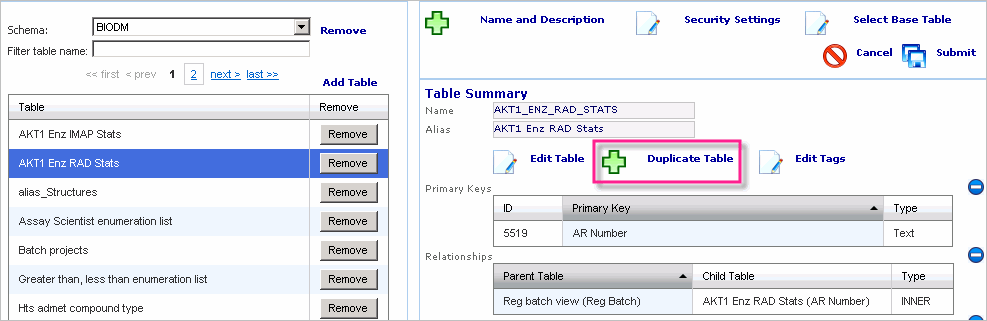 Schema: BIODM Remove
Filter table name:
<< first < prev 1 2 next > last >>
Add Table
Table Remove
AKT1 Enz IMAP Stats Remove
AKT1 Enz RAD Stats Remove
alias_Structures Remove
Assay Scientist enumeration list Remove
Batch projects Remove
Greater than, less than enumeration list Remove
Hts admet compound type Remove
Name and Description Security Settings Select Base Table
Cancel Submit
Table Summary
Name AKT1_ENZ_RAD_STATS
Alias AKT1 Enz RAD Stats
Edit Table Duplicate Table Edit Tags
Primary Keys
ID Primary Key Type
5519 AR Number Text
Relationships
Parent Table Child Table Type
Reg batch view (Reg Batch) AKT1 Enz RAD Stats (AR Number) INNER